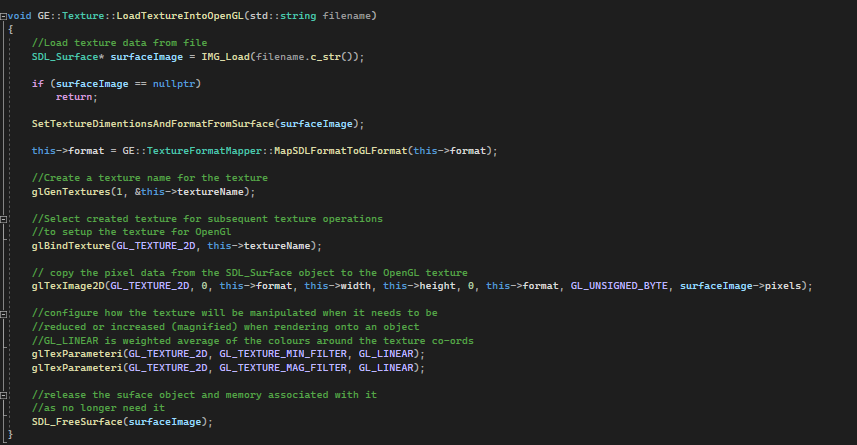 void GE::Texture::LoadTextureIntoOpenGL(std::string filename)
{
//Load texture data from file
SDL_Surface* surfaceImage = IMG_Load(filename.c_str());
if (surfaceImage == nullptr)
return;
SetTextureDimentionsAndFormatFromSurface(surfaceImage);
this->format = GE::TextureFormatMapper::MapSDLFormatToGLFormat(this->format);
//Create a texture name for the texture
glGenTextures(1, &this->textureName);
//Select created texture for subsequent texture operations
//to setup the texture for OpenGl
glBindTexture(GL_TEXTURE_2D, this->textureName);
// copy the pixel data from the SDL_Surface object to the OpenGL texture
glTexImage2D(GL_TEXTURE_2D, 0, this->format, this->width, this->height, 0, this->format, GL_UNSIGNED_BYTE, surfaceImage->pixels);
//configure how the texture will be manipulated when it needs to be
//reduced or increased (magnified) when rendering onto an object
//GL_LINEAR is weighted average of the colours around the texture co-ords
glTexParameteri(GL_TEXTURE_2D, GL_TEXTURE_MIN_FILTER, GL_LINEAR);
glTexParameteri(GL_TEXTURE_2D, GL_TEXTURE_MAG_FILTER, GL_LINEAR);
//release the suface object and memory associated with it
//as no longer need it
SDL_FreeSurface(surfaceImage);
}